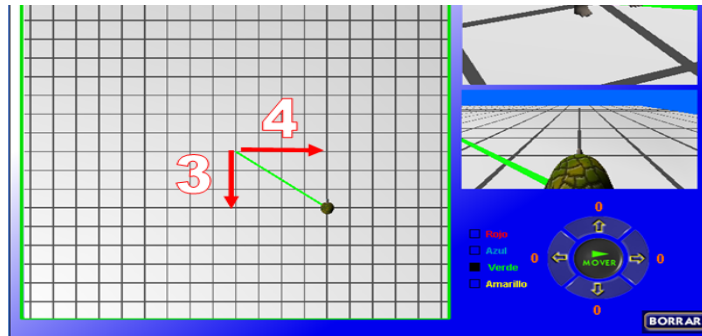 4
3
0
Rojo
Azul
Verde
Amarillo
0
MOVER
0
0
BORRAR